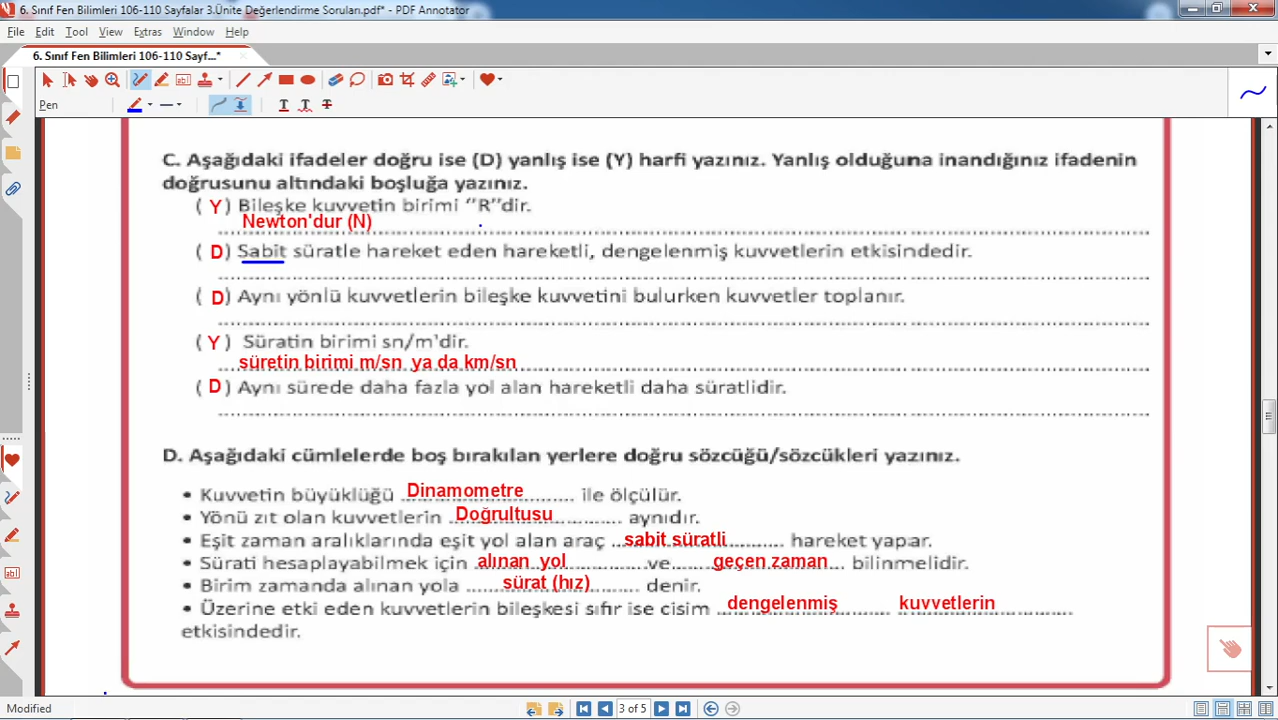 6. Sınıf Fen Bilimleri 106-110 Sayfalar 3.Ünite Değerlendirme Soruları.pdf* - PDF Annotator
File Edit Tool View Extras Window Help
6. Sınıf Fen Bilimleri 106-110 Sayf...*
Pen
C. Aşağıdaki ifadeler doğru ise (D) yanlış ise (Y) harfi yazınız. Yanlış olduğuna inandığınız ifadenin
doğrusunu altındaki boşluğa yazınız.
( Y ) Bileşke kuvvetin birimi ‘‘R’’dir.
Newton'dur (N)
( D ) Sabit süratle hareket eden hareketli, dengelenmiş kuvvetlerin etkisindedir.
( D ) Aynı yönlü kuvvetlerin bileşke kuvvetini bulurken kuvvetler toplanır.
( Y ) Süratin birimi sn/m'dir.
süretin birimi m/sn ya da km/sn
( D ) Aynı sürede daha fazla yol alan hareketli daha süratlidir.
D. Aşağıdaki cümlelerde boş bırakılan yerlere doğru sözcüğü/sözcükleri yazınız.
• Kuvvetin büyüklüğü Dinamometre ile ölçülür.
• Yönü zıt olan kuvvetlerin Doğrultusu aynıdır.
• Eşit zaman aralıklarında eşit yol alan araç sabit süratli hareket yapar.
• Sürati hesaplayabilmek için alınan yol ve geçen zaman bilinmelidir.
• Birim zamanda alınan yola sürat (hız) denir.
• Üzerine etki eden kuvvetlerin bileşkesi sıfır ise cisim dengelenmiş kuvvetlerin
etkisindedir.
Modified
3 of 5